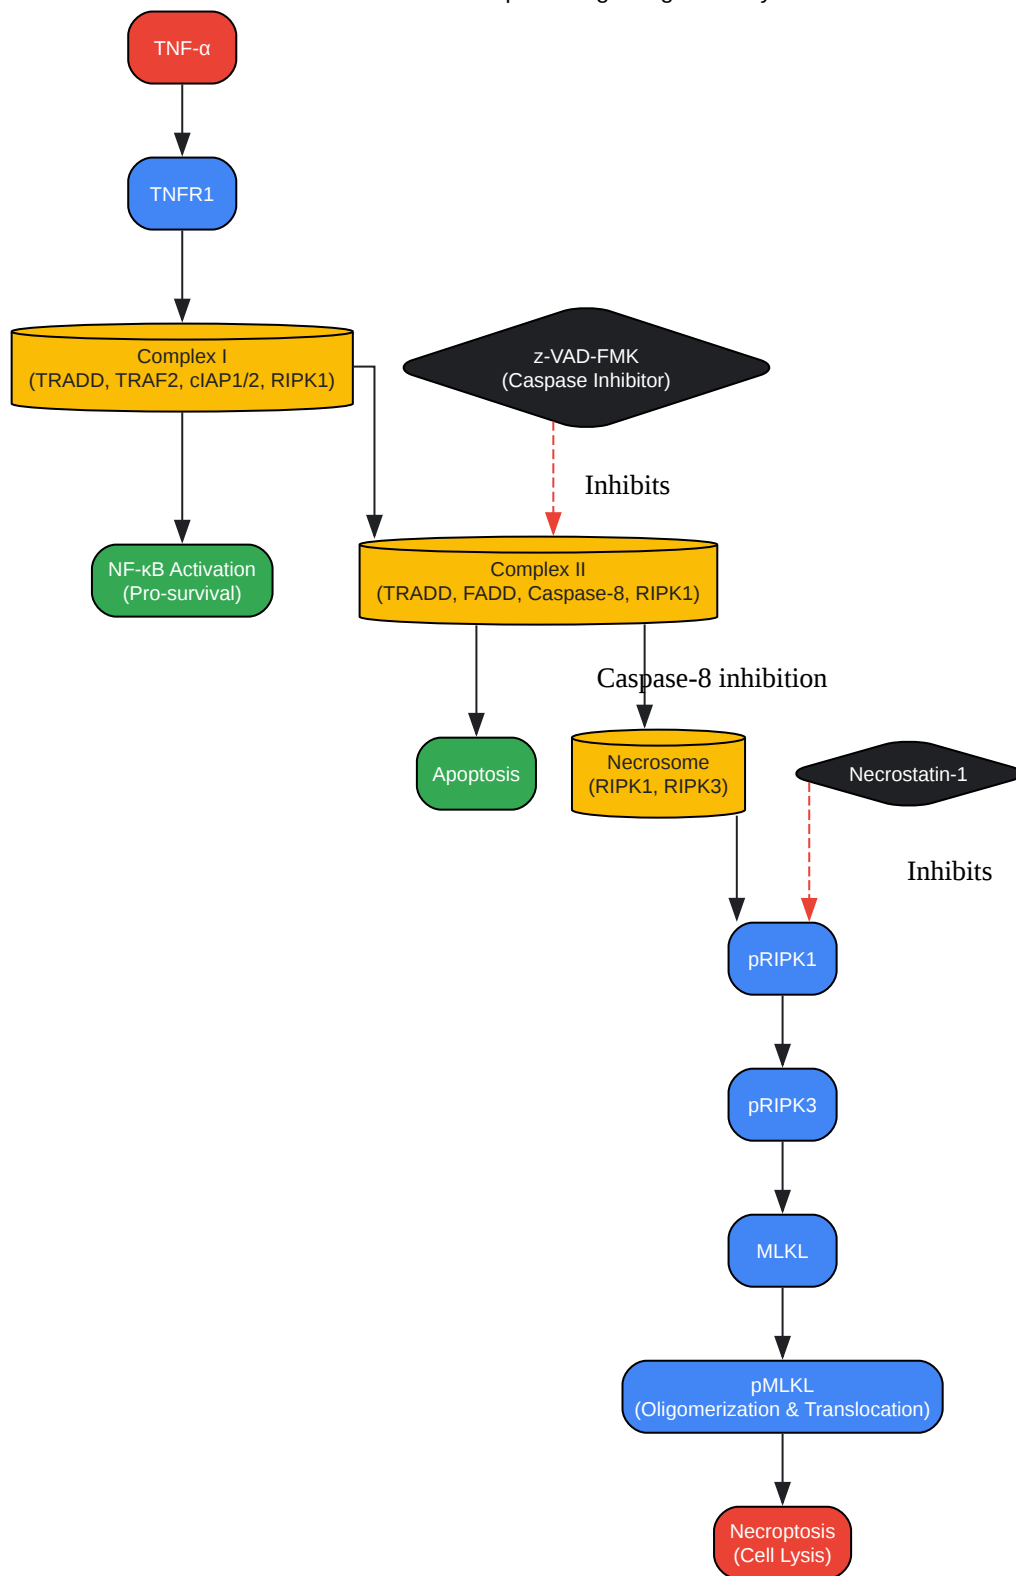 TNF-α
TNFR1
Complex I
(TRADD, TRAF2, cIAP1/2, RIPK1)
z-VAD-FMK
(Caspase Inhibitor)
Inhibits
NF-κB Activation
(Pro-survival)
Complex II
(TRADD, FADD, Caspase-8, RIPK1)
Caspase-8 inhibition
Apoptosis
Necrosome
(RIPK1, RIPK3)
Necrostatin-1
Inhibits
pRIPK1
pRIPK3
MLKL
pMLKL
(Oligomerization & Translocation)
Necroptosis
(Cell Lysis)